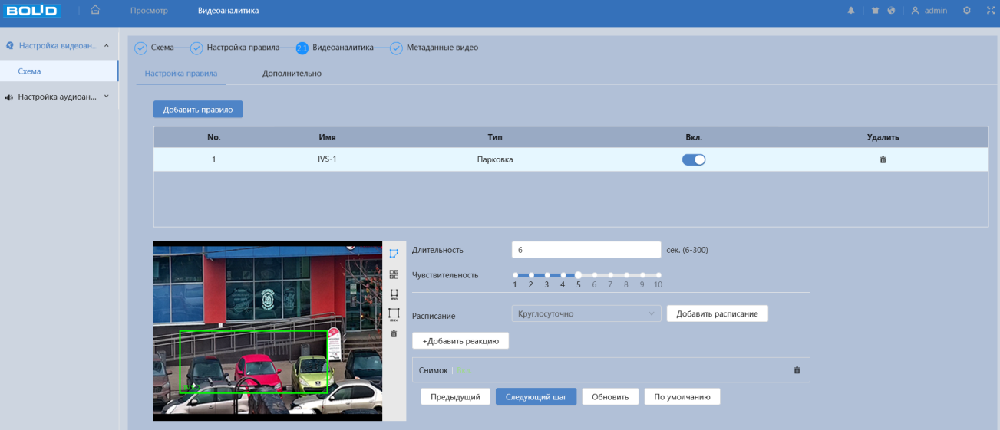 BOLID Просмотр Видеоаналитика admin
Настройка видеоан...
Схема
Настройка аудиоан...
Схема Настройка правила 2.1 Видеоаналитика Метаданные видео
Настройка правила Дополнительно
Добавить правило
No. Имя Тип Вкл. Удалить
1 IVS-1 Парковка
Длительность 6 сек. (6-300)
Чувствительность
1 2 3 4 5 6 7 8 9 10
min
max
Расписание Круглосуточно Добавить расписание
+Добавить реакцию
Снимок
Предыдущий Следующий шаг Обновить По умолчанию